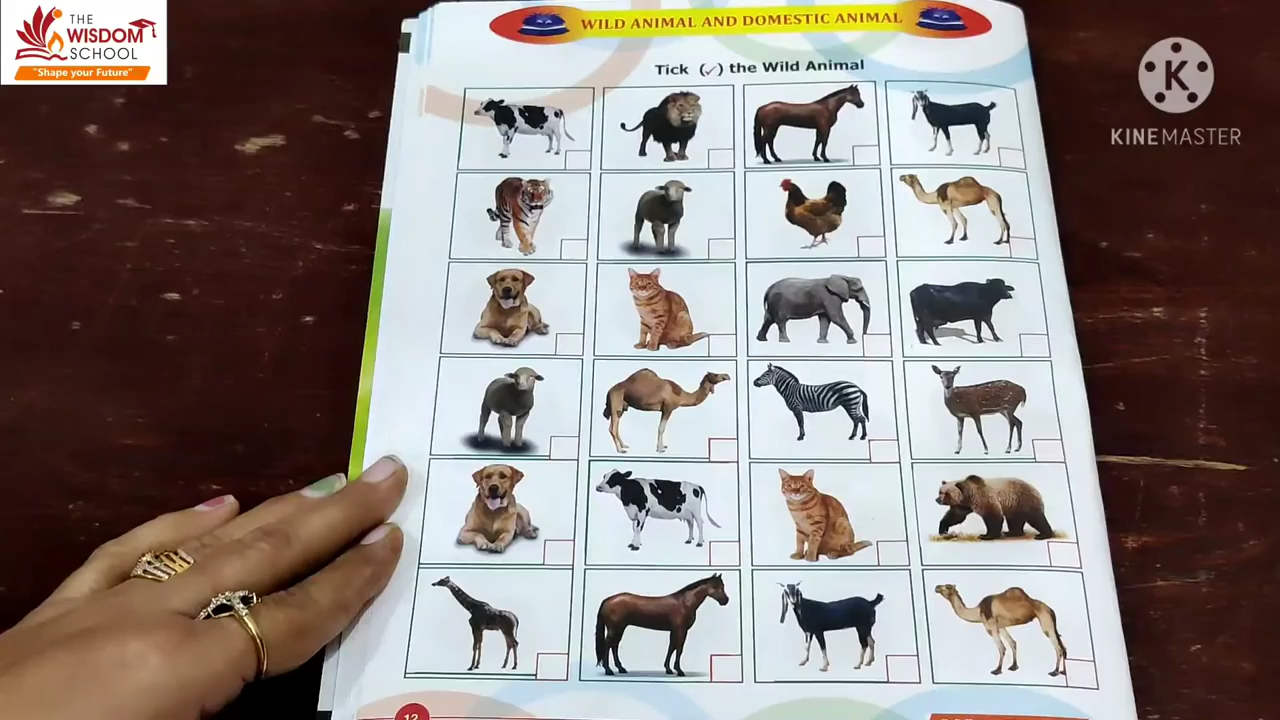 THE
WISDOM
SCHOOL
"Shape your Future"
WILD ANIMAL AND DOMESTIC ANIMAL
Tick (✓) the Wild Animal
K
KINEMASTER
12